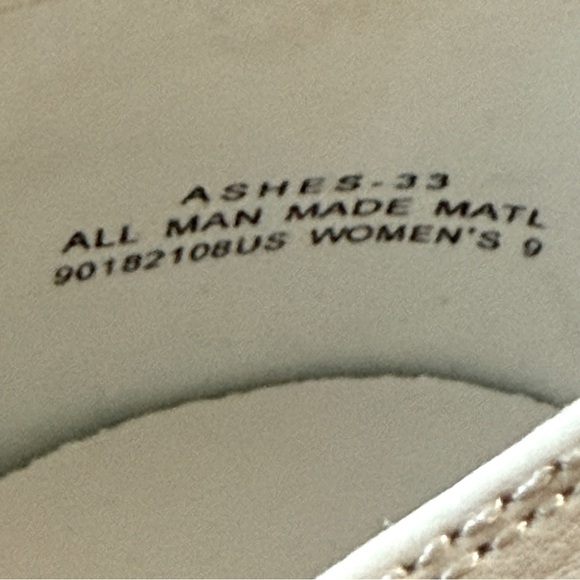 ASHES-33
ALL MAN MADE MATL
90182108US WOMEN'S 9